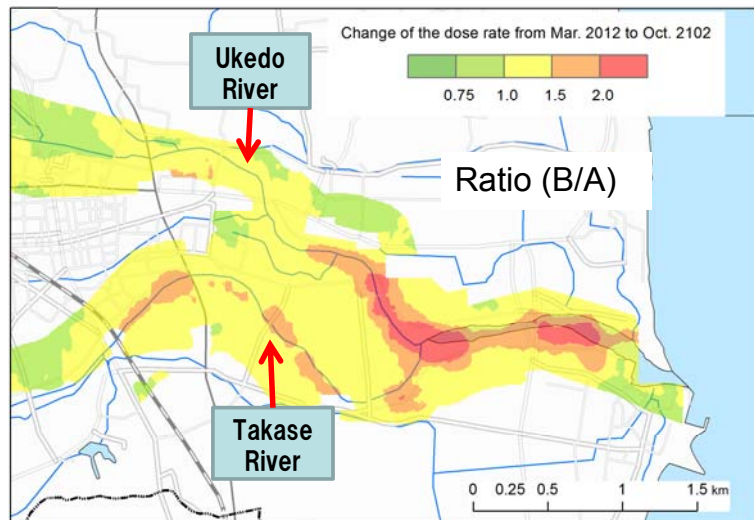 Change of the dose rate from Mar. 2012 to Oct. 2102
0.75 1.0 1.5 2.0
Ukedo
River
Ratio (B/A)
Takase
River
0 0.25 0.5 1 1.5 km